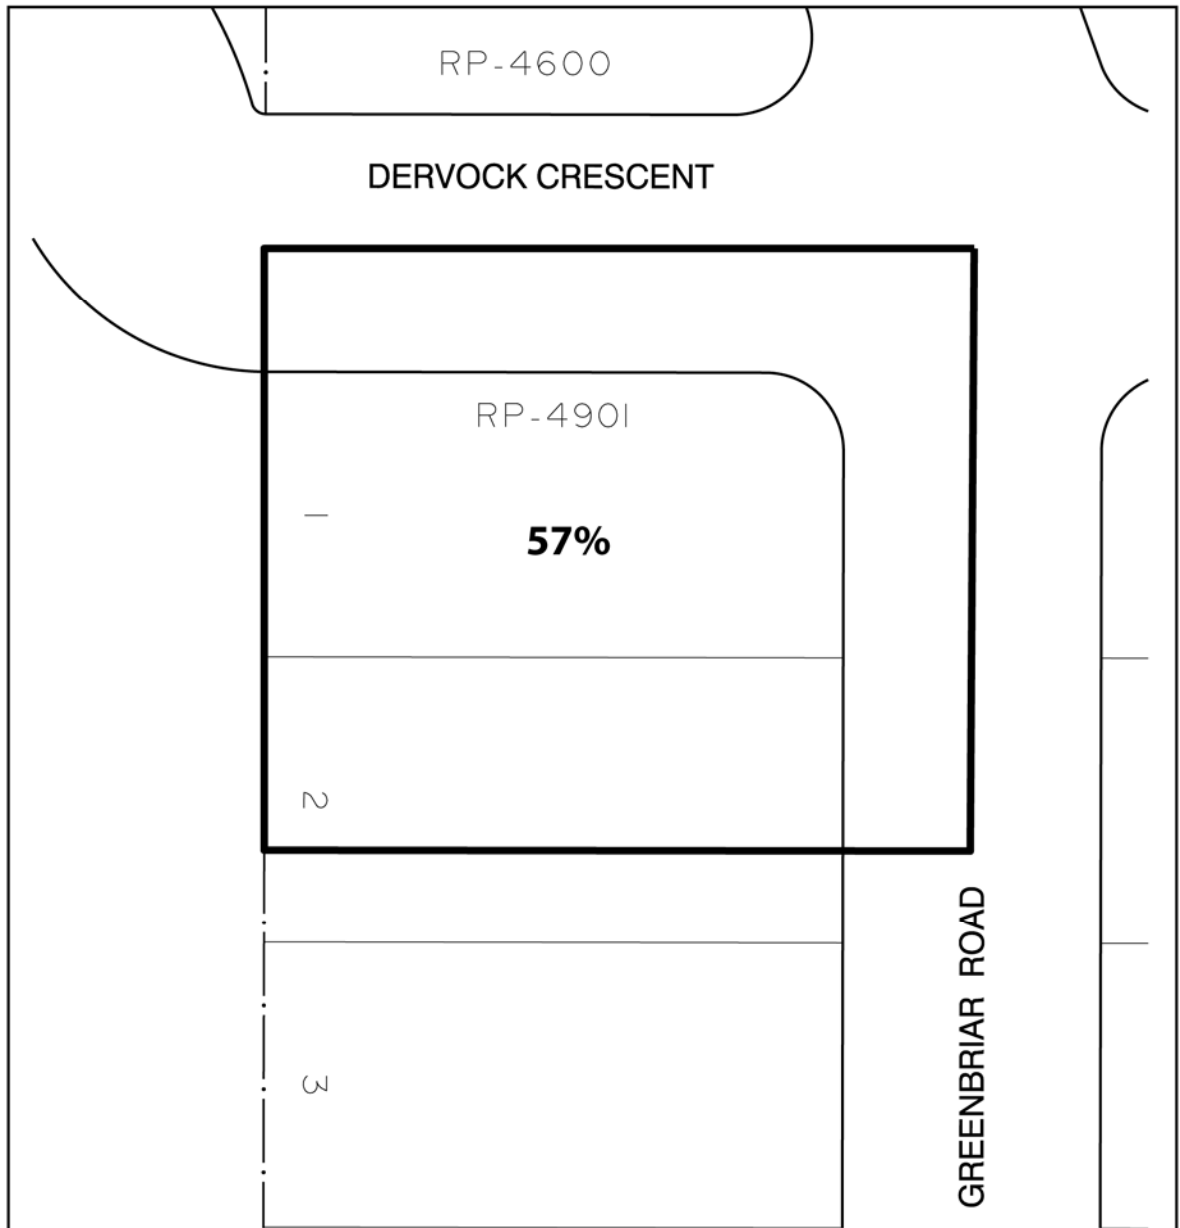 RP-4600
DERVOCK CRESCENT
RP-4901
1
57%
2
3
GREENBRIAR ROAD